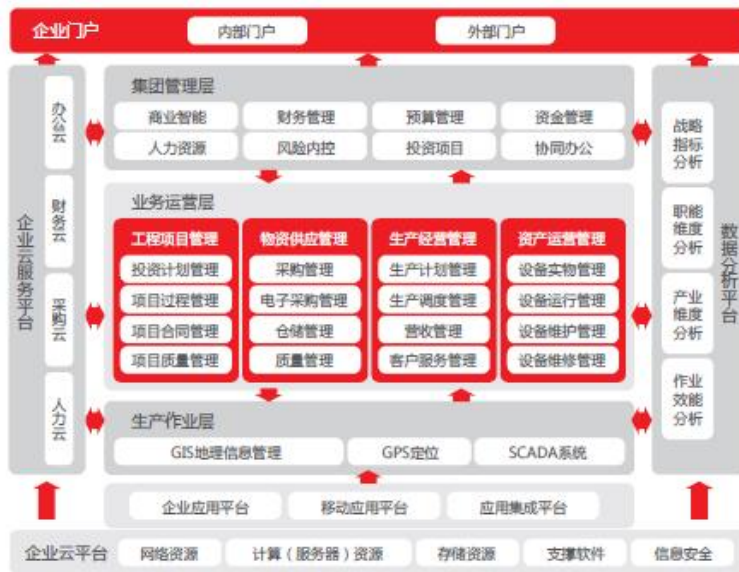 企业门户
内部门户
外部门户
企业云服务平台
办公云
财务云
采购云
人力云
集团管理层
商业智能 财务管理 预算管理 资金管理
人力资源 风险内控 投资项目 协同办公
业务运营层
工程项目管理 物资供应管理 生产经营管理 资产运营管理
投资计划管理 采购管理 生产计划管理 设备实物管理
项目过程管理 电子采购管理 生产调度管理 设备运行管理
项目合同管理 仓储管理 营收管理 设备维护管理
项目质量管理 质量管理 客户服务管理 设备维修管理
生产作业层
GIS地理信息管理 GPS定位 SCADA系统
战略指标分析
职能维度分析
产业维度分析
作业效能分析
数据分析平台
企业应用平台 移动应用平台 应用集成平台
企业云平台 网络资源 计算（服务器）资源 存储资源 支撑软件 信息安全